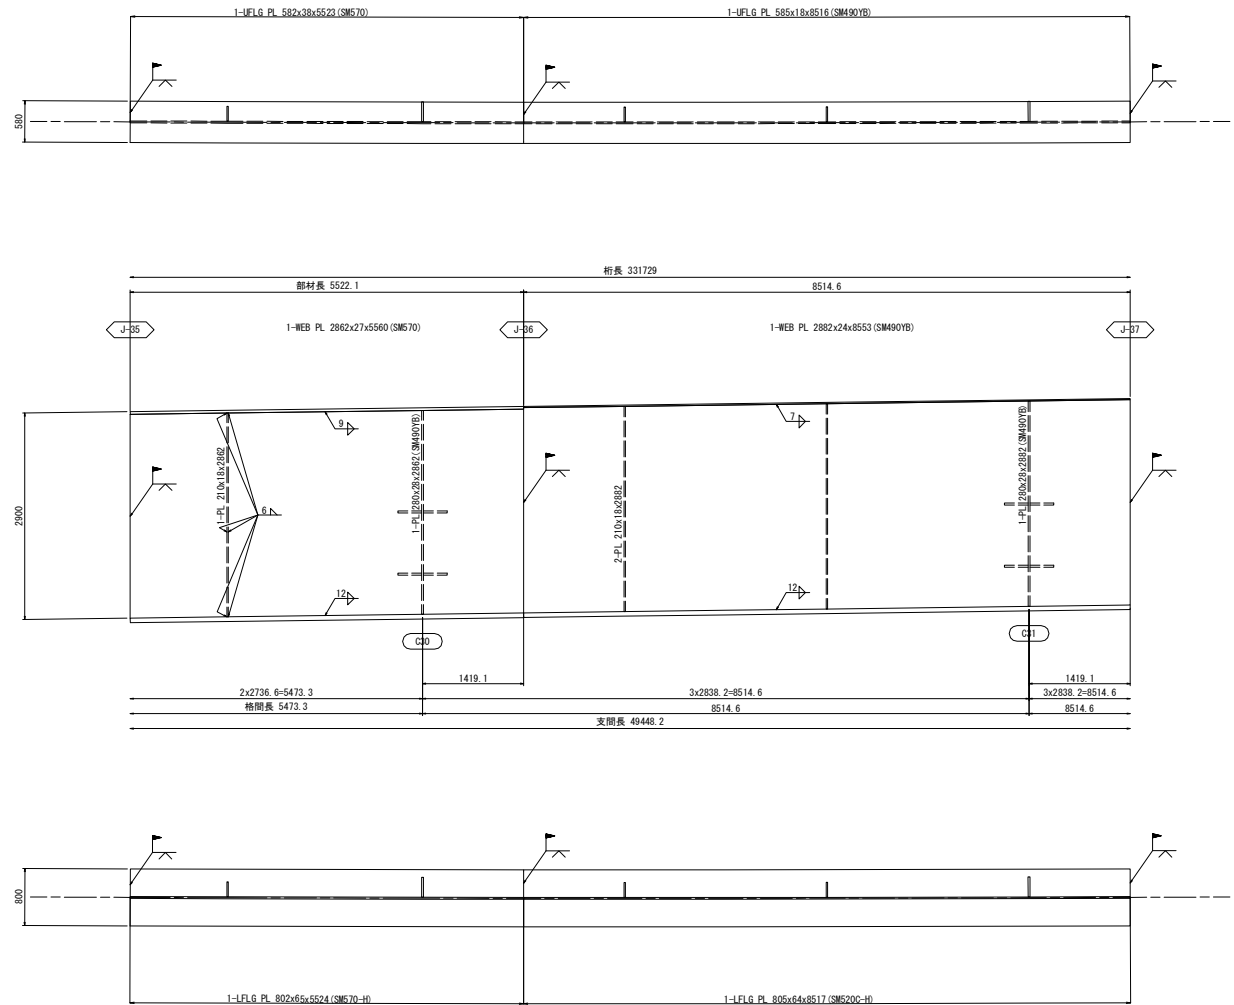 1-UFLG PL 582x38x5523(SM570)
1-UFLG PL 585x18x8516(SM490YB)
580
桁長 331729
部材長 5522.1
8514.6
J-35
1-WEB PL 2862x27x5560(SM570)
J-36
1-WEB PL 2882x24x8553(SM490YB)
J-37
2900
1-PL 210x18x2862
9
1-PL 280x28x2862(SM490YB)
7
1-PL 280x28x2882(SM490YB)
6
2-PL 210x18x2882
12
12
C30
C31
1419.1
1419.1
2x2736.6=5473.3
3x2838.2=8514.6
3x2838.2=8514.6
格間長 5473.3
8514.6
8514.6
支間長 49448.2
800
1-LFLG PL 802x65x5524(SM570-H)
1-LFLG PL 805x64x8517(SM520C-H)